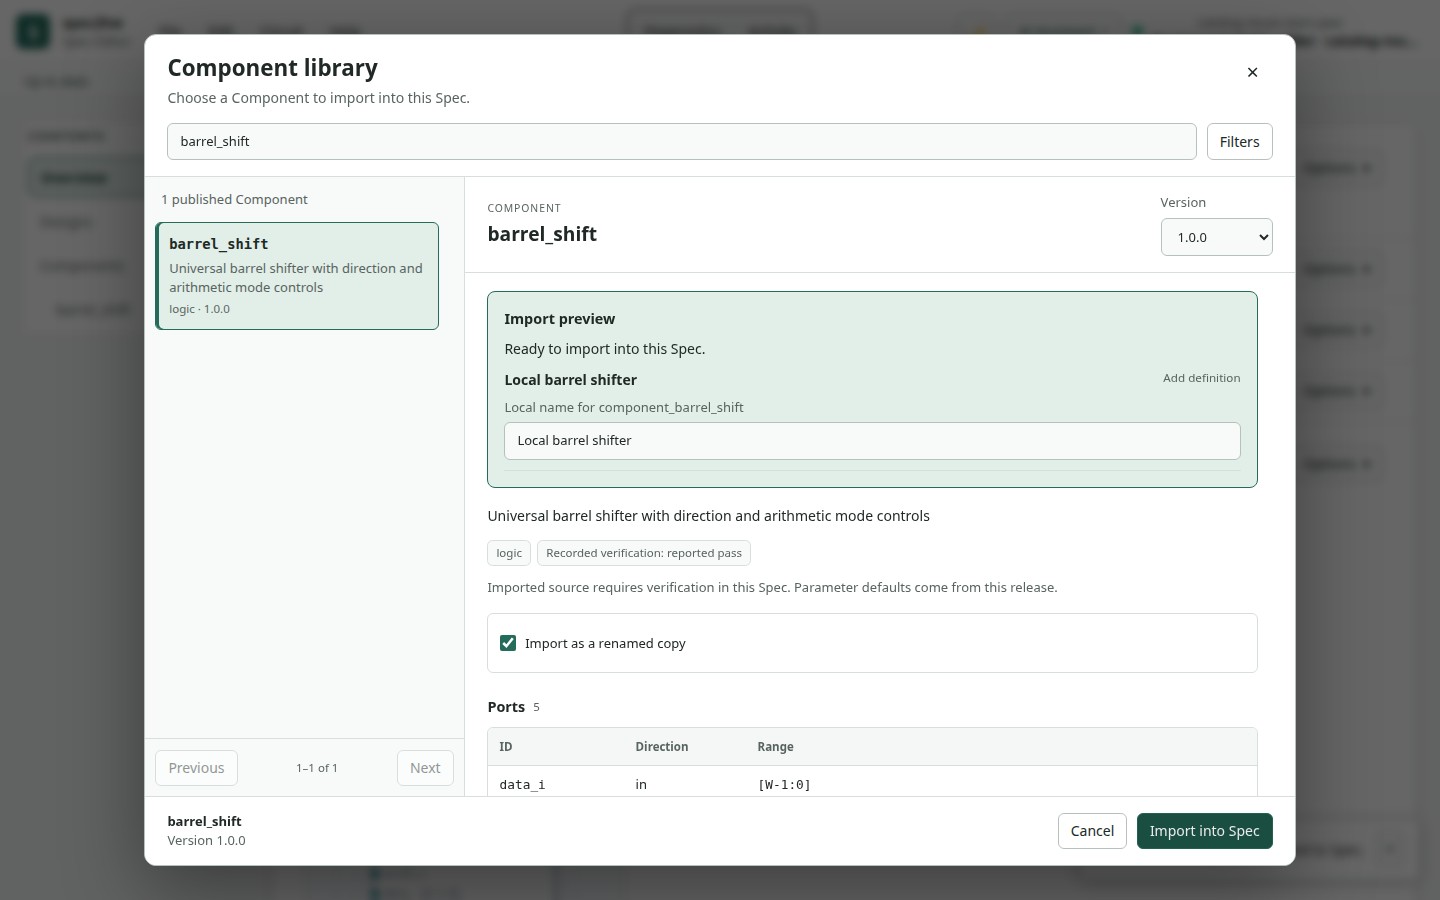 Component library
Choose a Component to import into this Spec.
✕
barrel_shift
Filters
1 published Component
barrel_shift
Universal barrel shifter with direction and
arithmetic mode controls
logic · 1.0.0
Previous
1–1 of 1
Next
COMPONENT
barrel_shift
Version
1.0.0
Import preview
Ready to import into this Spec.
Local barrel shifter
Add definition
Local name for component_barrel_shift
Local barrel shifter
Universal barrel shifter with direction and arithmetic mode controls
logic
Recorded verification: reported pass
Imported source requires verification in this Spec. Parameter defaults come from this release.
Import as a renamed copy
Ports 5
ID Direction Range
data_i in [W-1:0]
barrel_shift
Version 1.0.0
Cancel
Import into Spec